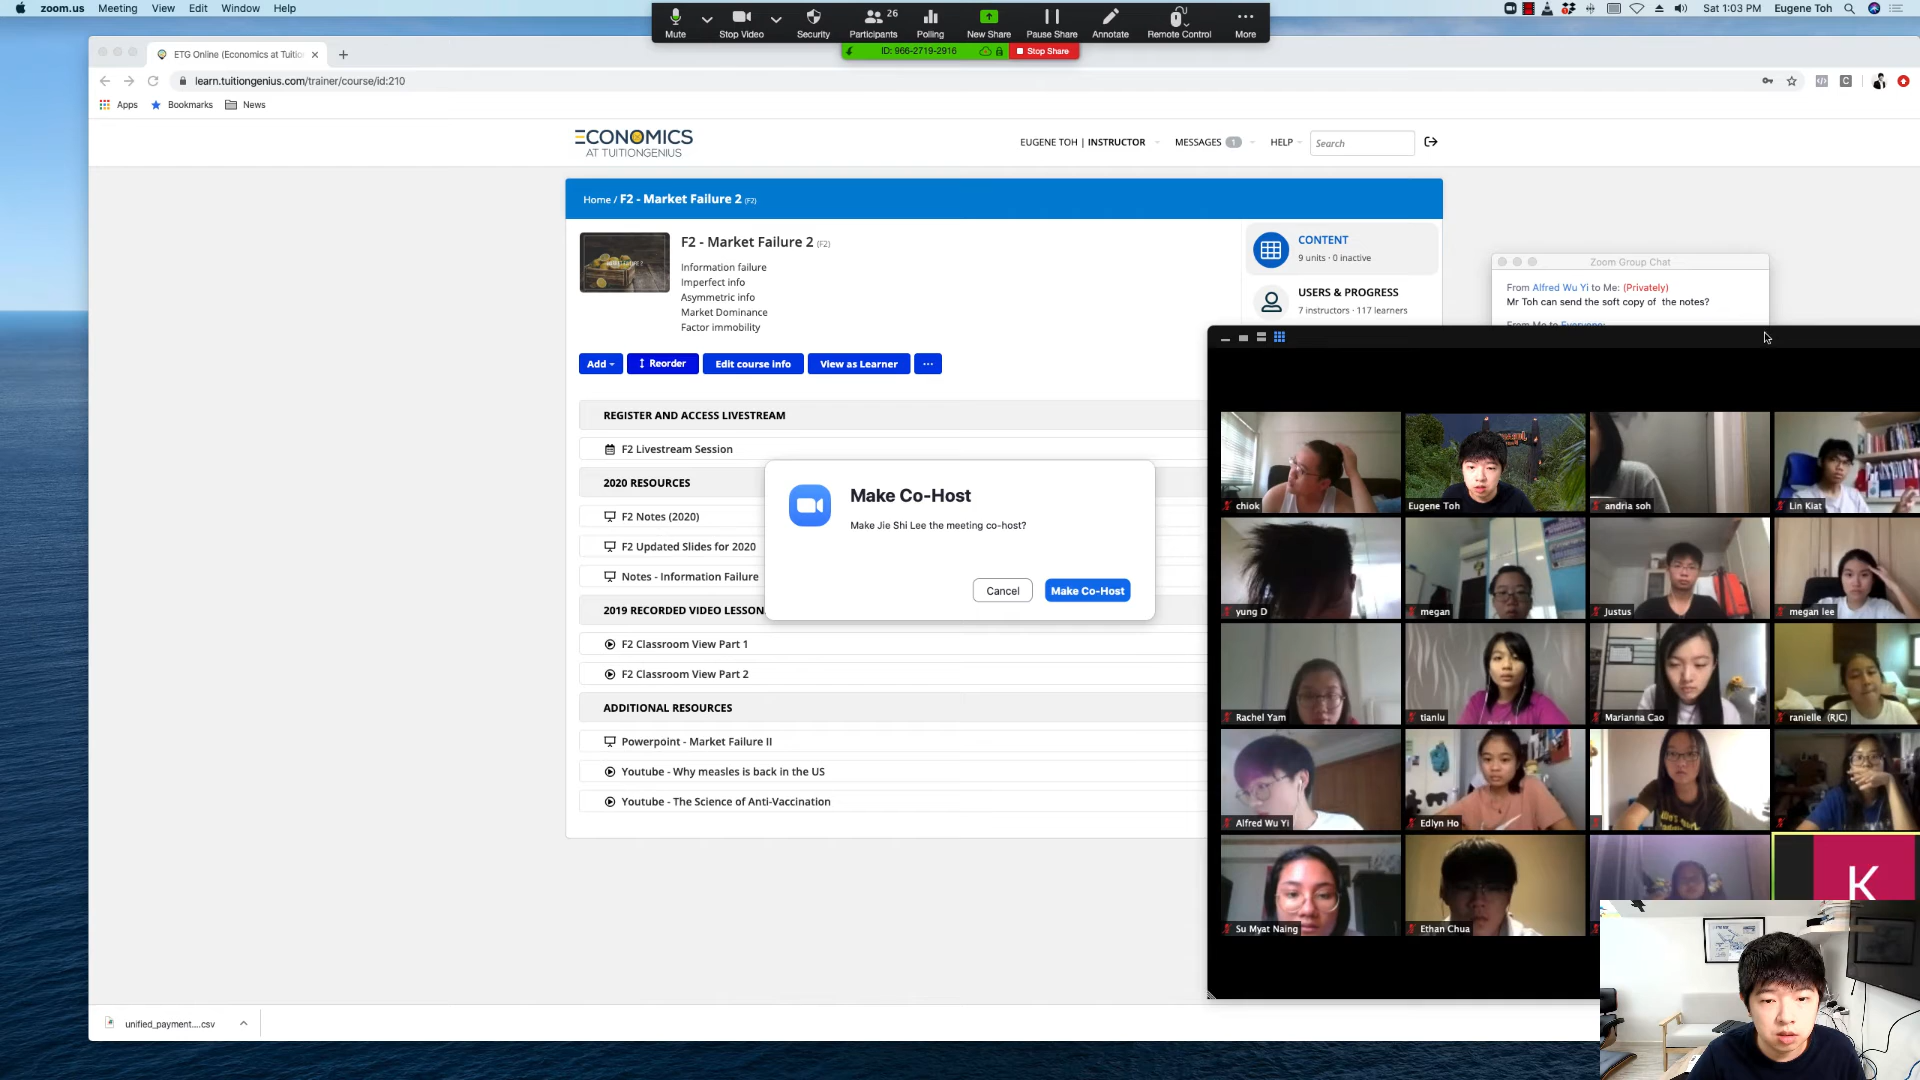 zoom.us Meeting View Edit Window Help
Sat 1:03 PM Eugene Toh
26
Mute Stop Video Security Participants Polling New Share Pause Share Annotate Remote Control More
ID: 966-2719-2916 Stop Share
ETG Online (Economics at Tuitio
learn.tuitiongenius.com/trainer/course/id:210
Apps Bookmarks News
ECONOMICS
AT TUITIONGENIUS
EUGENE TOH | INSTRUCTOR MESSAGES 1 HELP Search
Home / F2 - Market Failure 2 (F2)
F2 - Market Failure 2 (F2)
Information failure
Imperfect info
Asymmetric info
Market Dominance
Factor immobility
CONTENT
9 units · 0 inactive
USERS & PROGRESS
7 instructors · 117 learners
Zoom Group Chat
From Alfred Wu Yi to Me: (Privately)
Mr Toh can send the soft copy of the notes?
From Me to Everyone:
Add Reorder Edit course info View as Learner ...
REGISTER AND ACCESS LIVESTREAM
F2 Livestream Session
2020 RESOURCES
F2 Notes (2020)
F2 Updated Slides for 2020
Notes - Information Failure
2019 RECORDED VIDEO LESSON
F2 Classroom View Part 1
F2 Classroom View Part 2
ADDITIONAL RESOURCES
Powerpoint - Market Failure II
Youtube - Why measles is back in the US
Youtube - The Science of Anti-Vaccination
Make Co-Host
Make Jie Shi Lee the meeting co-host?
Cancel Make Co-Host
chiok Eugene Toh andria soh Lin Kiat
yung D megan Justus megan lee
Rachel Yam tianlu Marianna Cao ranielle (RJC)
Alfred Wu Yi Edlyn Ho
K
Su Myat Naing Ethan Chua
unified_payment....csv